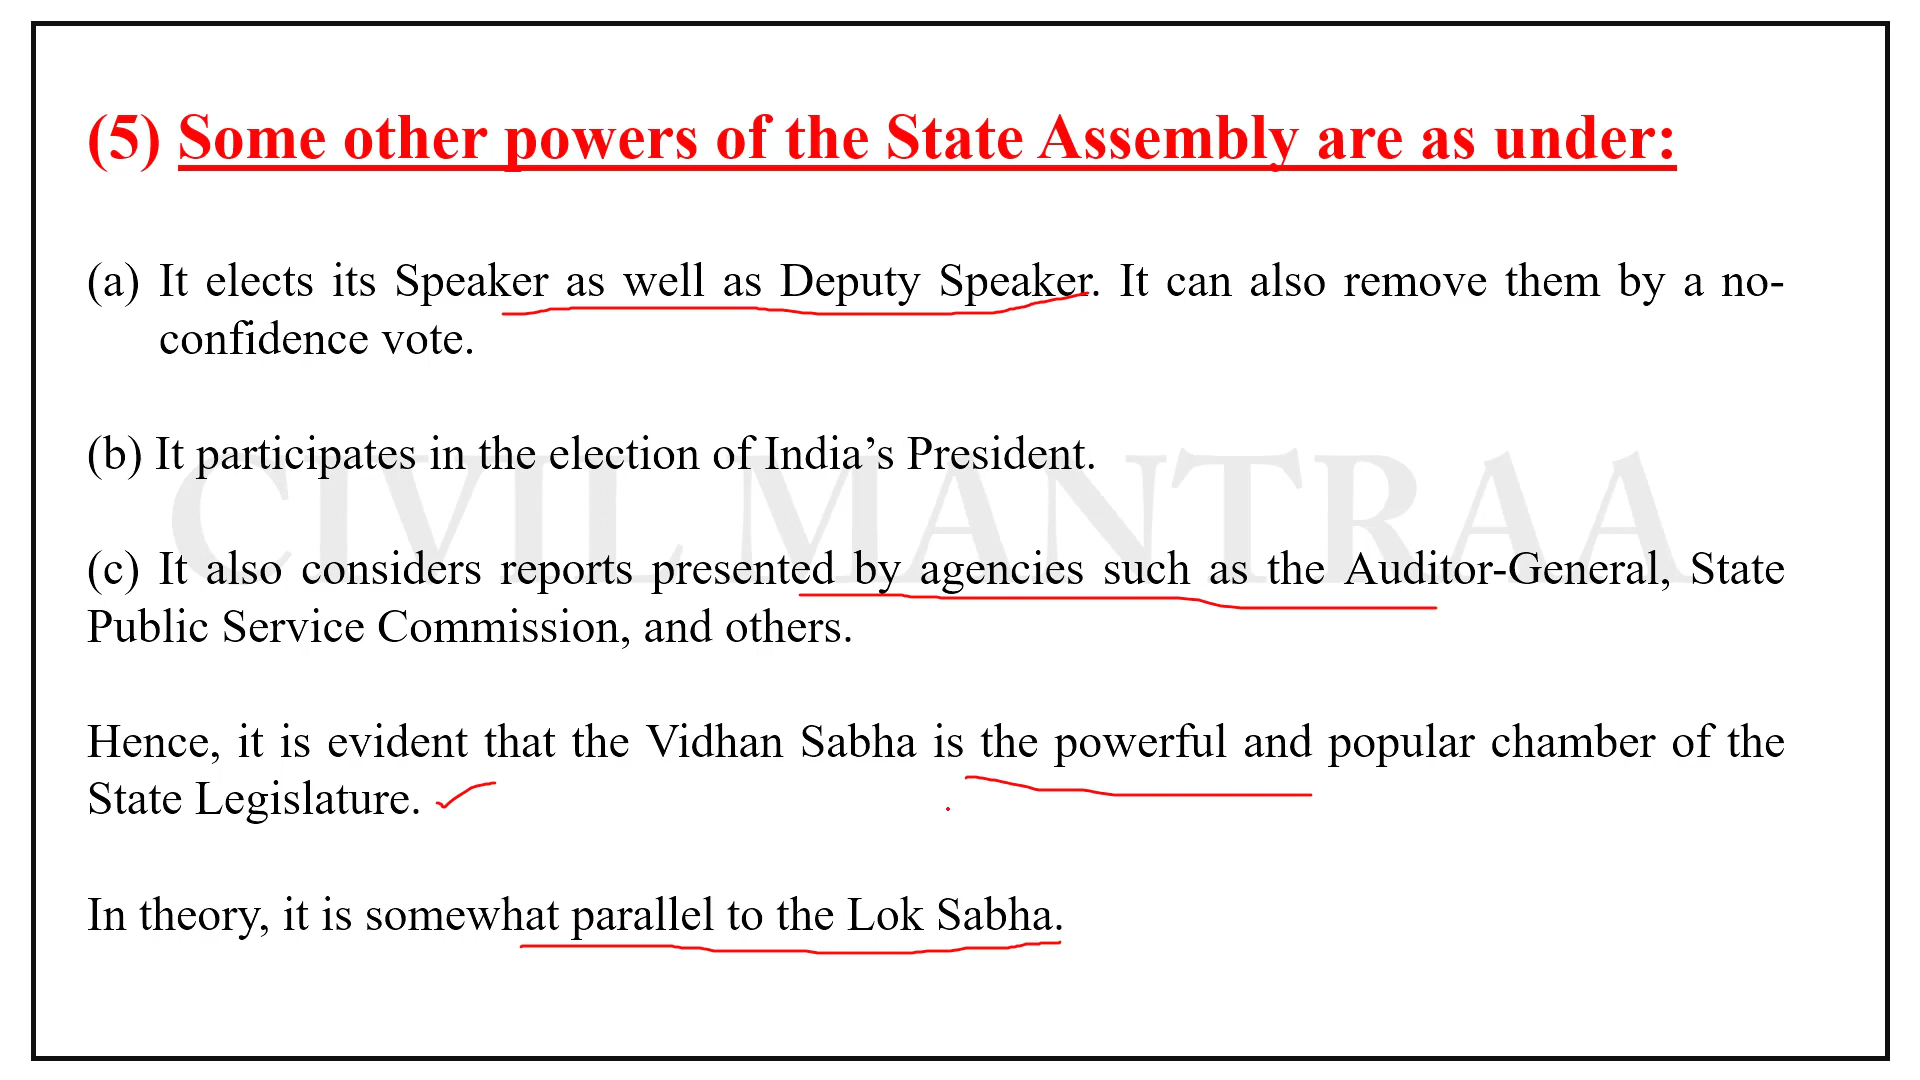 (5) Some other powers of the State Assembly are as under:
(a) It elects its Speaker as well as Deputy Speaker. It can also remove them by a no-
confidence vote.
(b) It participates in the election of India’s President.
CIVIL MANTRAA
(c) It also considers reports presented by agencies such as the Auditor-General, State
Public Service Commission, and others.
Hence, it is evident that the Vidhan Sabha is the powerful and popular chamber of the
State Legislature.
In theory, it is somewhat parallel to the Lok Sabha.